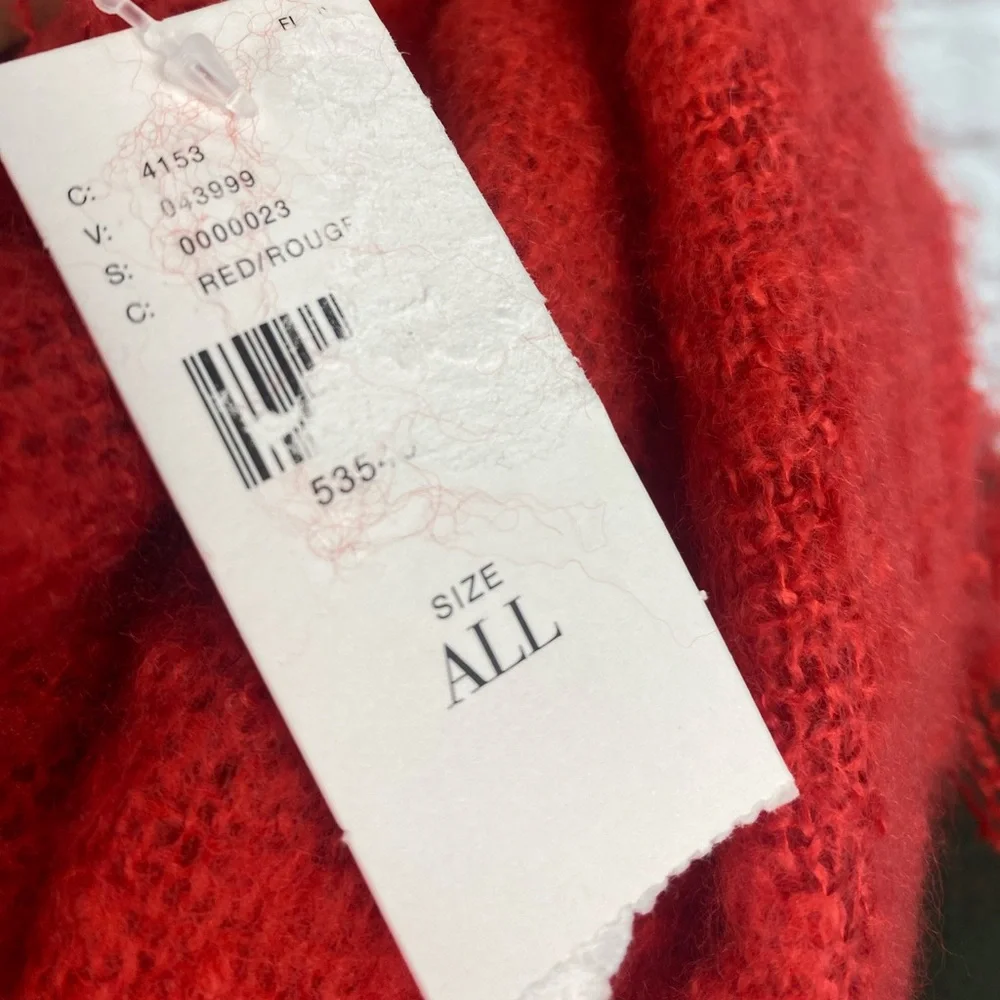 C: 4153
V: 043999
S: 0000023
C: RED/ROUGE
SIZE
ALL